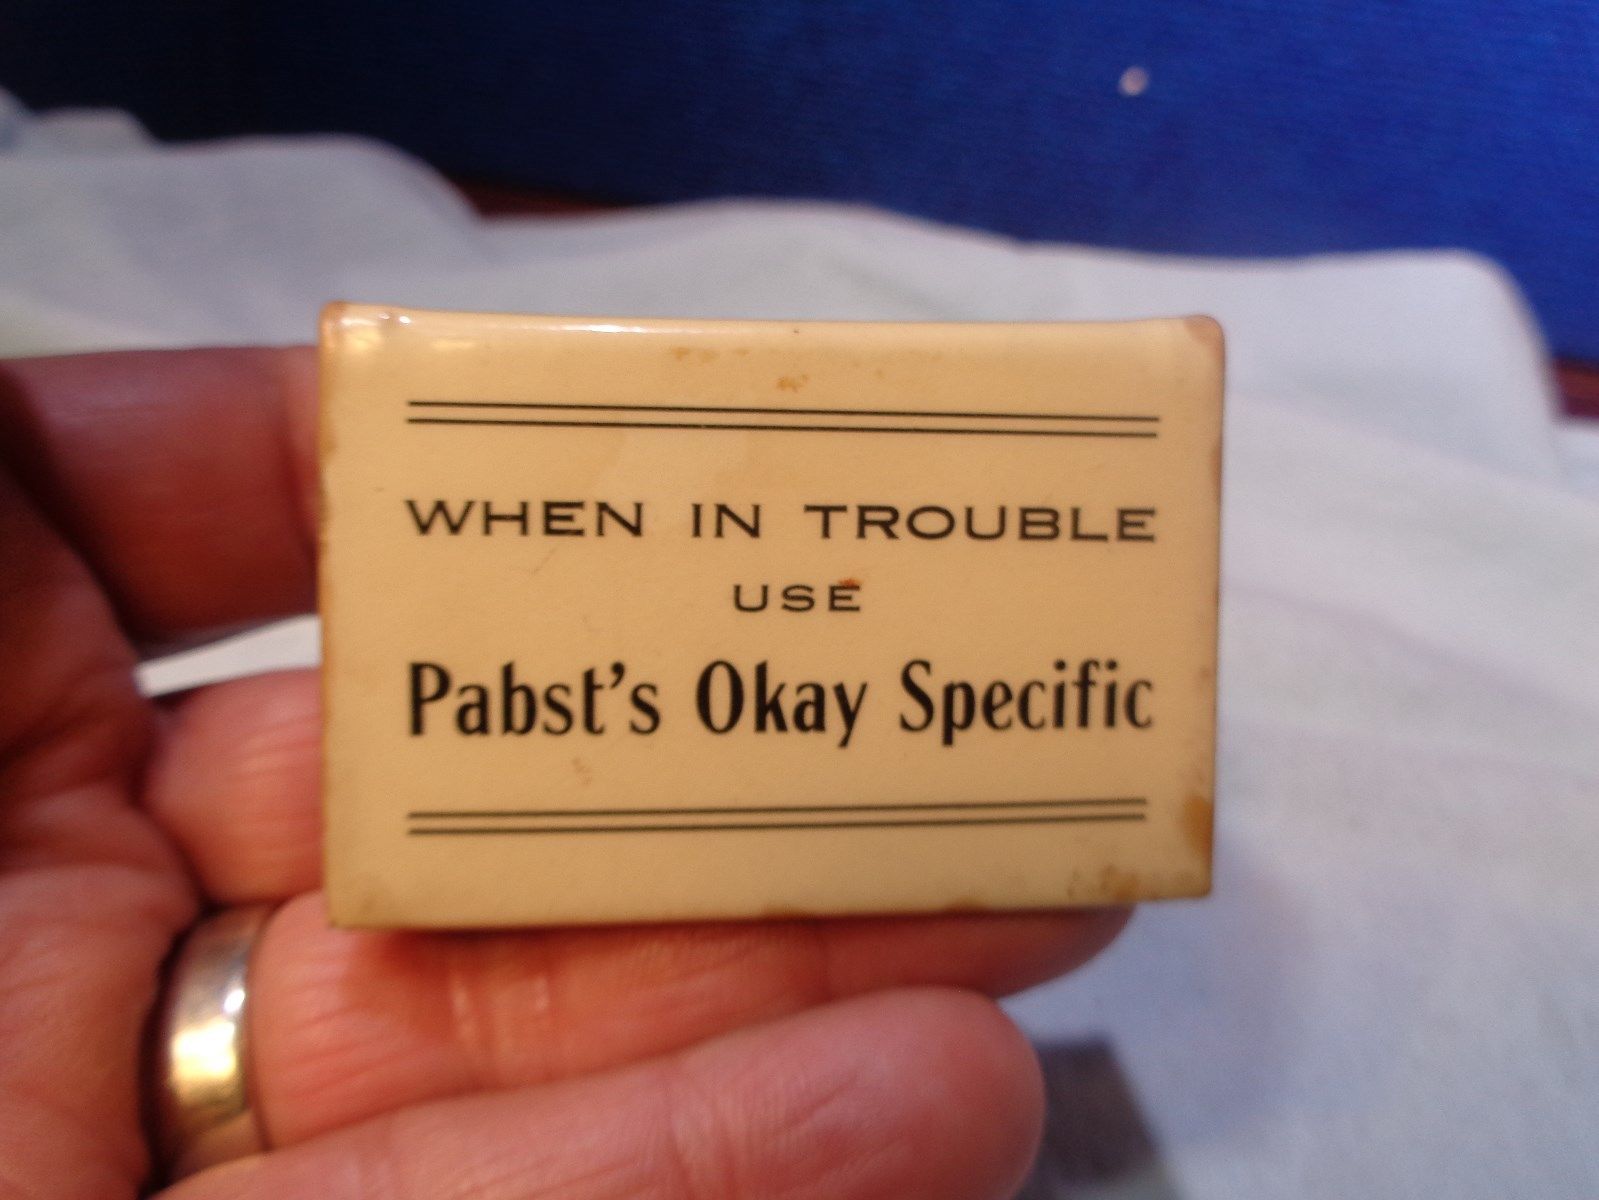 WHEN IN TROUBLE
USE
Pabst's Okay Specific